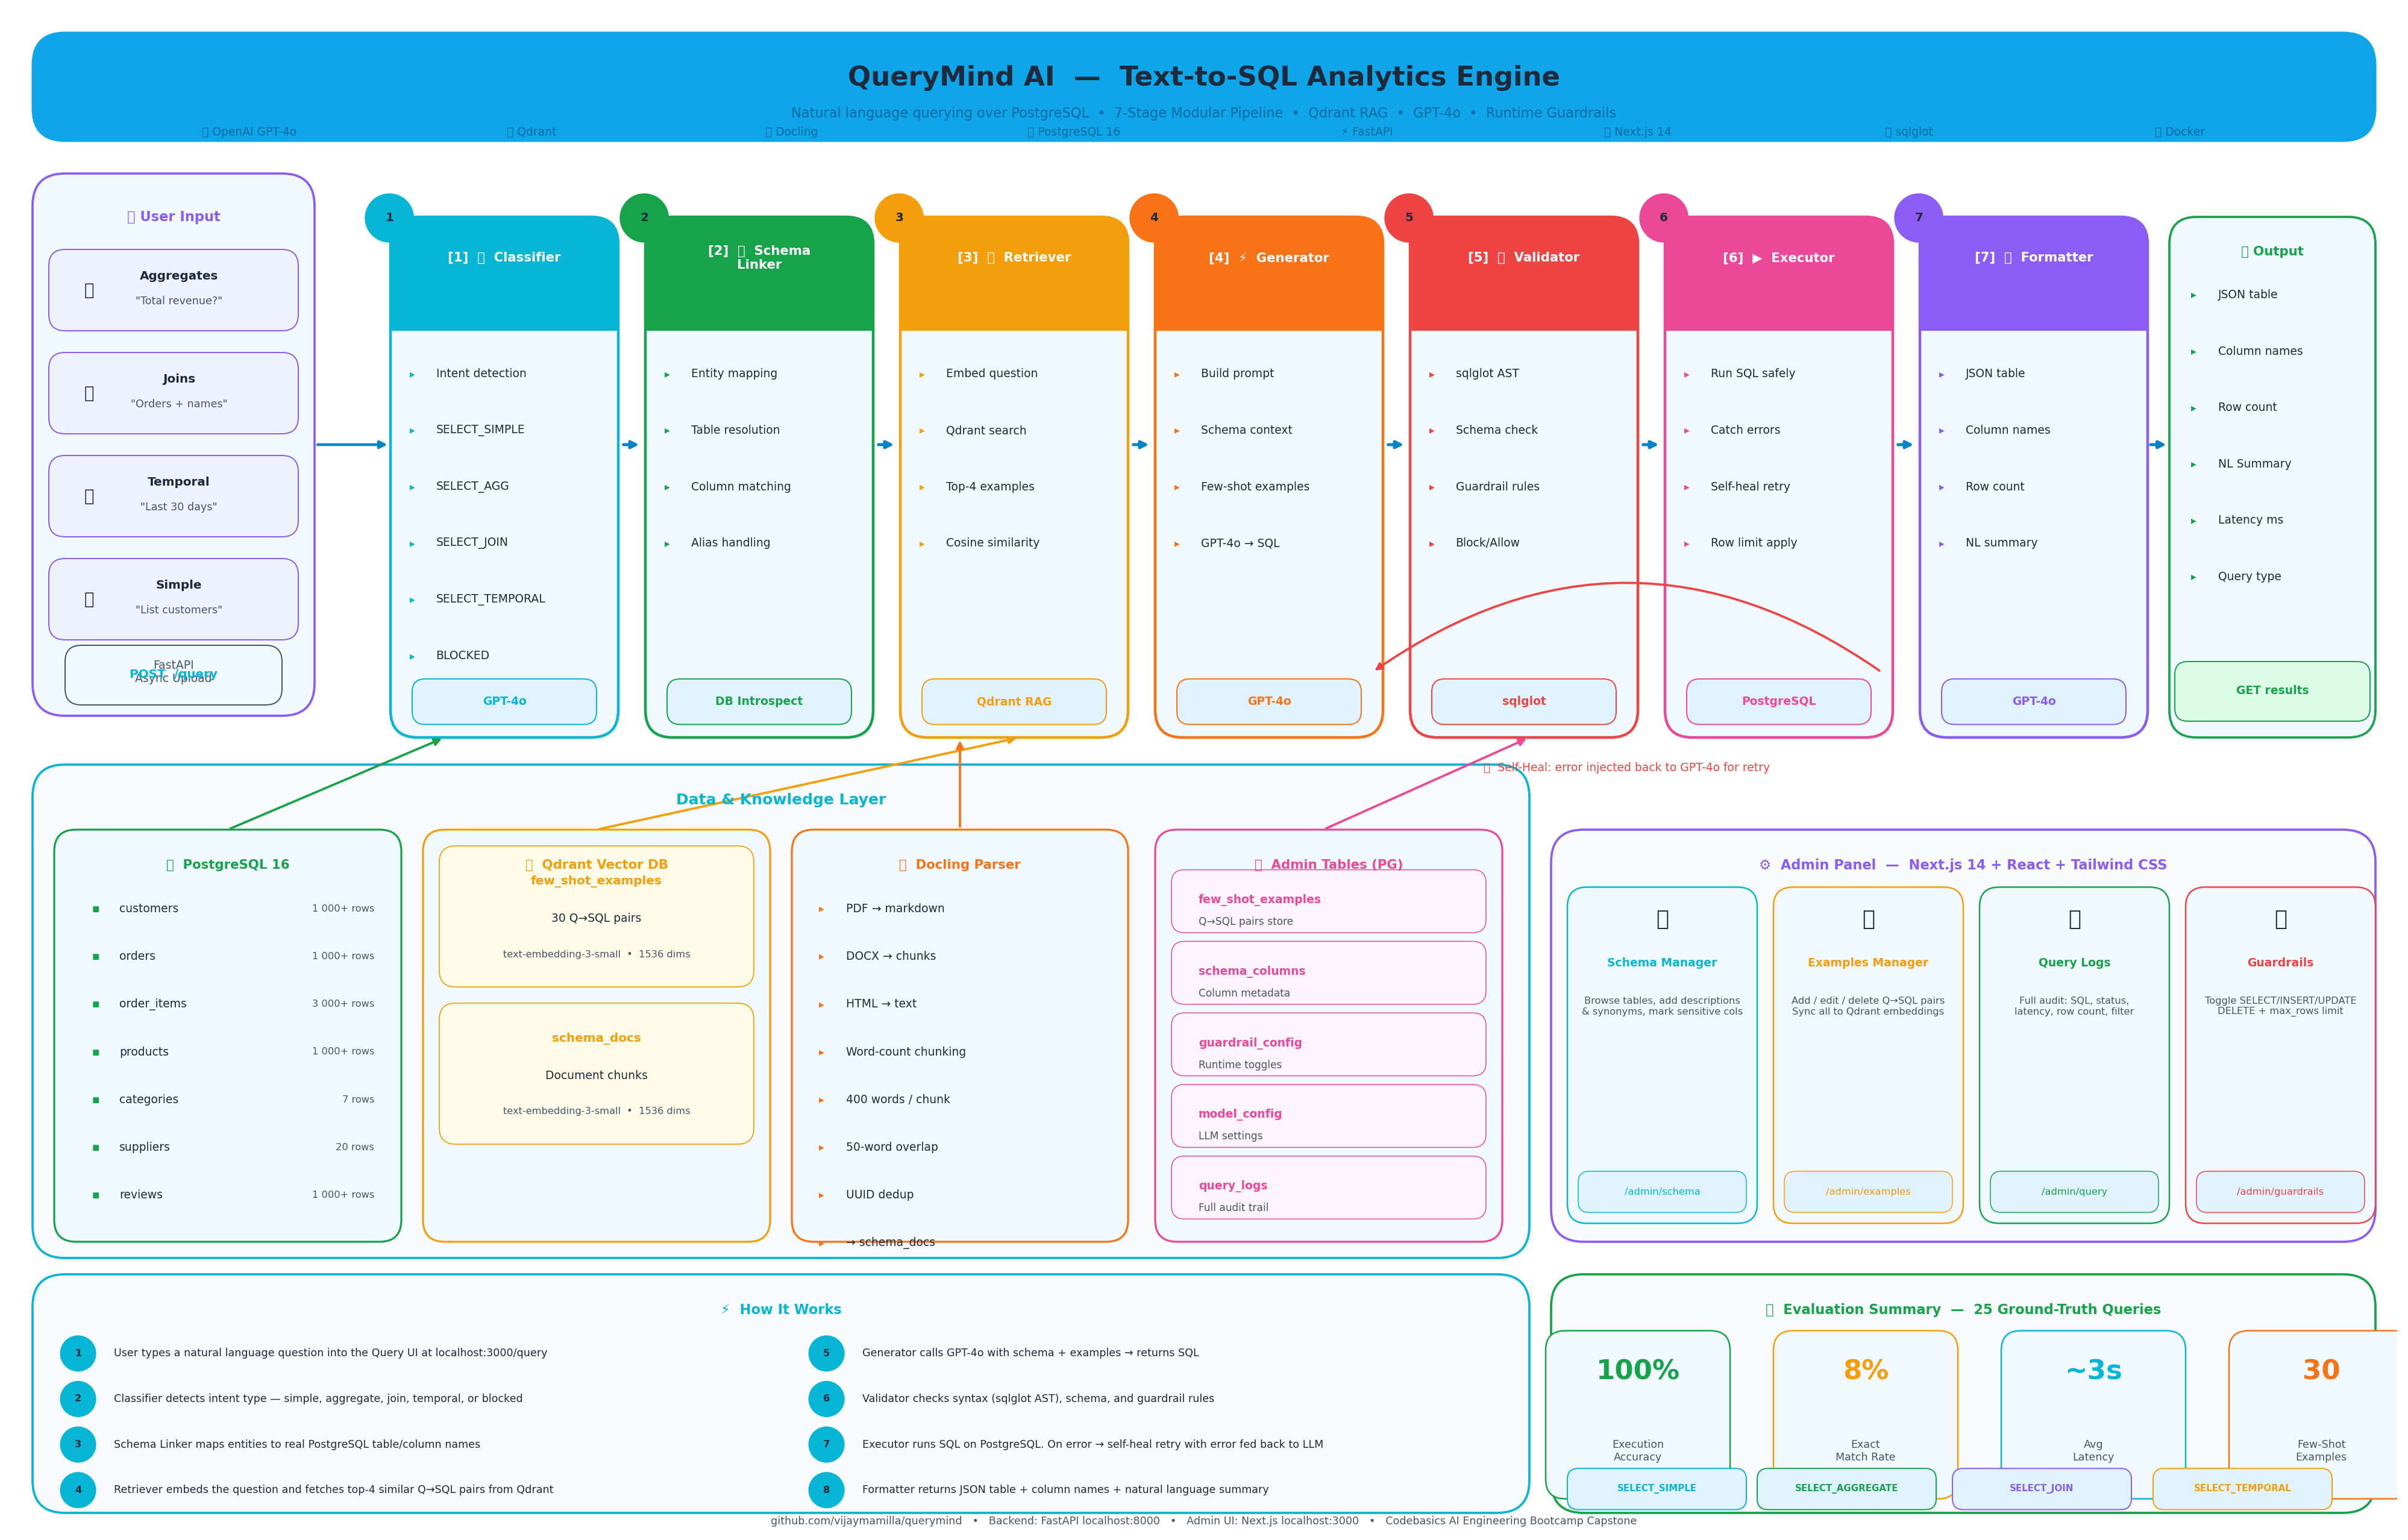 QueryMind AI — Text-to-SQL Analytics Engine
Natural language querying over PostgreSQL • 7-Stage Modular Pipeline • Qdrant RAG • GPT-4o • Runtime Guardrails
OpenAI GPT-4o
Qdrant
Docling
PostgreSQL 16
⚡ FastAPI
Next.js 14
sqlglot
Docker
User Input
Aggregates
"Total revenue?"
Joins
"Orders + names"
Temporal
"Last 30 days"
Simple
"List customers"
FastAPI
POST /query
Async Upload
1
[1] Classifier
▸ Intent detection
▸ SELECT_SIMPLE
▸ SELECT_AGG
▸ SELECT_JOIN
▸ SELECT_TEMPORAL
▸ BLOCKED
GPT-4o
2
[2] Schema
Linker
▸ Entity mapping
▸ Table resolution
▸ Column matching
▸ Alias handling
DB Introspect
3
[3] Retriever
▸ Embed question
▸ Qdrant search
▸ Top-4 examples
▸ Cosine similarity
Qdrant RAG
4
[4] ⚡ Generator
▸ Build prompt
▸ Schema context
▸ Few-shot examples
▸ GPT-4o → SQL
GPT-4o
5
[5] Validator
▸ sqlglot AST
▸ Schema check
▸ Guardrail rules
▸ Block/Allow
sqlglot
6
[6] ▶ Executor
▸ Run SQL safely
▸ Catch errors
▸ Self-heal retry
▸ Row limit apply
PostgreSQL
7
[7] Formatter
▸ JSON table
▸ Column names
▸ Row count
▸ NL summary
GPT-4o
Output
▸ JSON table
▸ Column names
▸ Row count
▸ NL Summary
▸ Latency ms
▸ Query type
GET results
Self-Heal: error injected back to GPT-4o for retry
Data & Knowledge Layer
PostgreSQL 16
▪ customers 1 000+ rows
▪ orders 1 000+ rows
▪ order_items 3 000+ rows
▪ products 1 000+ rows
▪ categories 7 rows
▪ suppliers 20 rows
▪ reviews 1 000+ rows
Qdrant Vector DB
few_shot_examples
30 Q→SQL pairs
text-embedding-3-small • 1536 dims
schema_docs
Document chunks
text-embedding-3-small • 1536 dims
Docling Parser
▸ PDF → markdown
▸ DOCX → chunks
▸ HTML → text
▸ Word-count chunking
▸ 400 words / chunk
▸ 50-word overlap
▸ UUID dedup
▸ → schema_docs
Admin Tables (PG)
few_shot_examples
Q→SQL pairs store
schema_columns
Column metadata
guardrail_config
Runtime toggles
model_config
LLM settings
query_logs
Full audit trail
⚙ Admin Panel — Next.js 14 + React + Tailwind CSS
Schema Manager
Browse tables, add descriptions
& synonyms, mark sensitive cols
/admin/schema
Examples Manager
Add / edit / delete Q→SQL pairs
Sync all to Qdrant embeddings
/admin/examples
Query Logs
Full audit: SQL, status,
latency, row count, filter
/admin/query
Guardrails
Toggle SELECT/INSERT/UPDATE
DELETE + max_rows limit
/admin/guardrails
⚡ How It Works
1 User types a natural language question into the Query UI at localhost:3000/query
2 Classifier detects intent type — simple, aggregate, join, temporal, or blocked
3 Schema Linker maps entities to real PostgreSQL table/column names
4 Retriever embeds the question and fetches top-4 similar Q→SQL pairs from Qdrant
5 Generator calls GPT-4o with schema + examples → returns SQL
6 Validator checks syntax (sqlglot AST), schema, and guardrail rules
7 Executor runs SQL on PostgreSQL. On error → self-heal retry with error fed back to LLM
8 Formatter returns JSON table + column names + natural language summary
Evaluation Summary — 25 Ground-Truth Queries
100%
Execution
Accuracy
8%
Exact
Match Rate
~3s
Avg
Latency
30
Few-Shot
Examples
SELECT_SIMPLE
SELECT_AGGREGATE
SELECT_JOIN
SELECT_TEMPORAL
github.com/vijaymamilla/querymind • Backend: FastAPI localhost:8000 • Admin UI: Next.js localhost:3000 • Codebasics AI Engineering Bootcamp Capstone